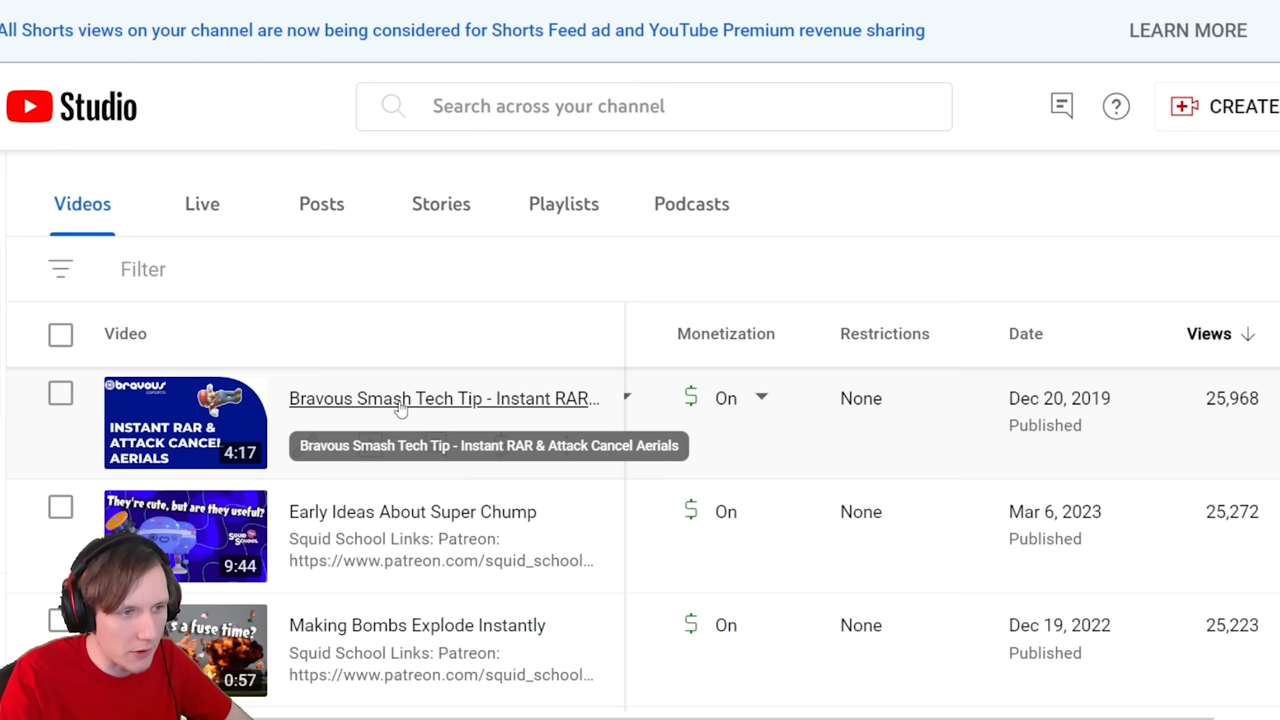 All Shorts views on your channel are now being considered for Shorts Feed ad and YouTube Premium revenue sharing
LEARN MORE
Studio
Search across your channel
CREATE
Videos Live Posts Stories Playlists Podcasts
Filter
Video Monetization Restrictions Date Views
bravous
ESPORTS
INSTANT RAR &
ATTACK CANCEL
AERIALS
4:17
Bravous Smash Tech Tip - Instant RAR...
Bravous Smash Tech Tip - Instant RAR & Attack Cancel Aerials
On None Dec 20, 2019 25,968
Published
They're cute, but are they useful?
SQUID
SCHOOL
9:44
Early Ideas About Super Chump
Squid School Links: Patreon:
https://www.patreon.com/squid_school...
On None Mar 6, 2023 25,272
Published
s a fuse time?
0:57
Making Bombs Explode Instantly
Squid School Links: Patreon:
https://www.patreon.com/squid_school...
On None Dec 19, 2022 25,223
Published